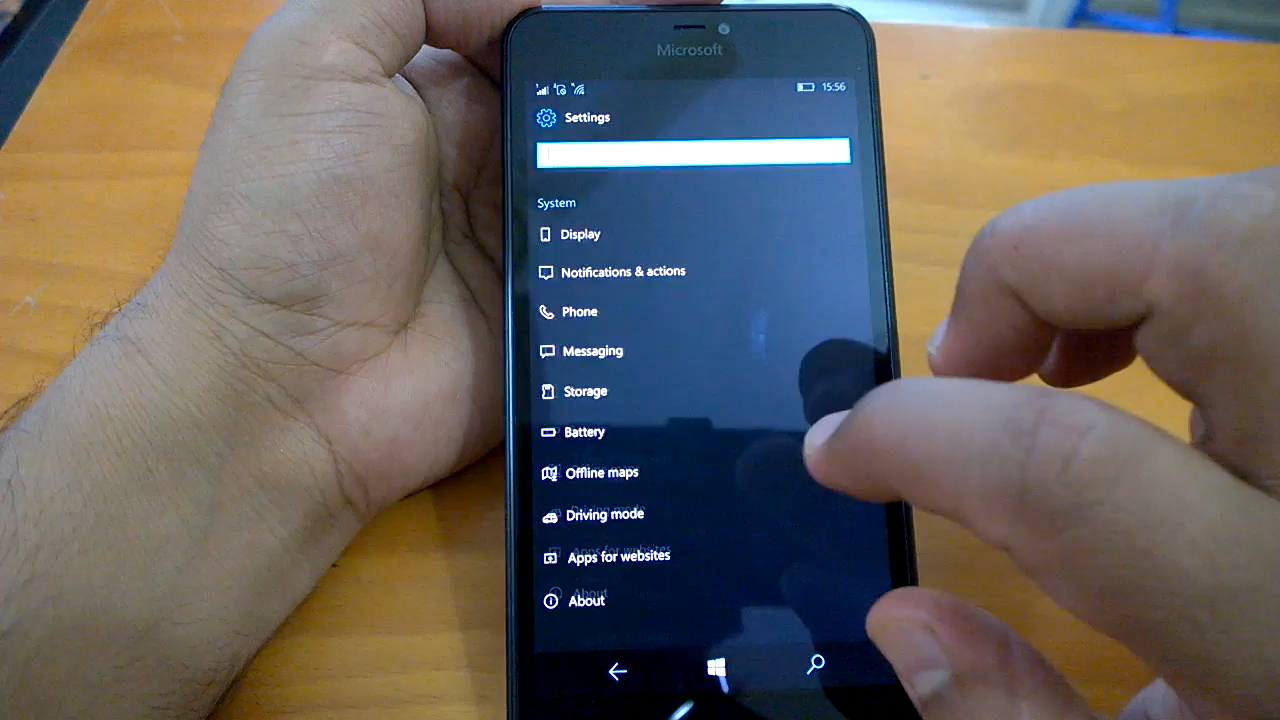 Microsoft
15:56
Settings
System
Display
Notifications & actions
Phone
Messaging
Storage
Battery
Offline maps
Driving mode
Apps for websites
About